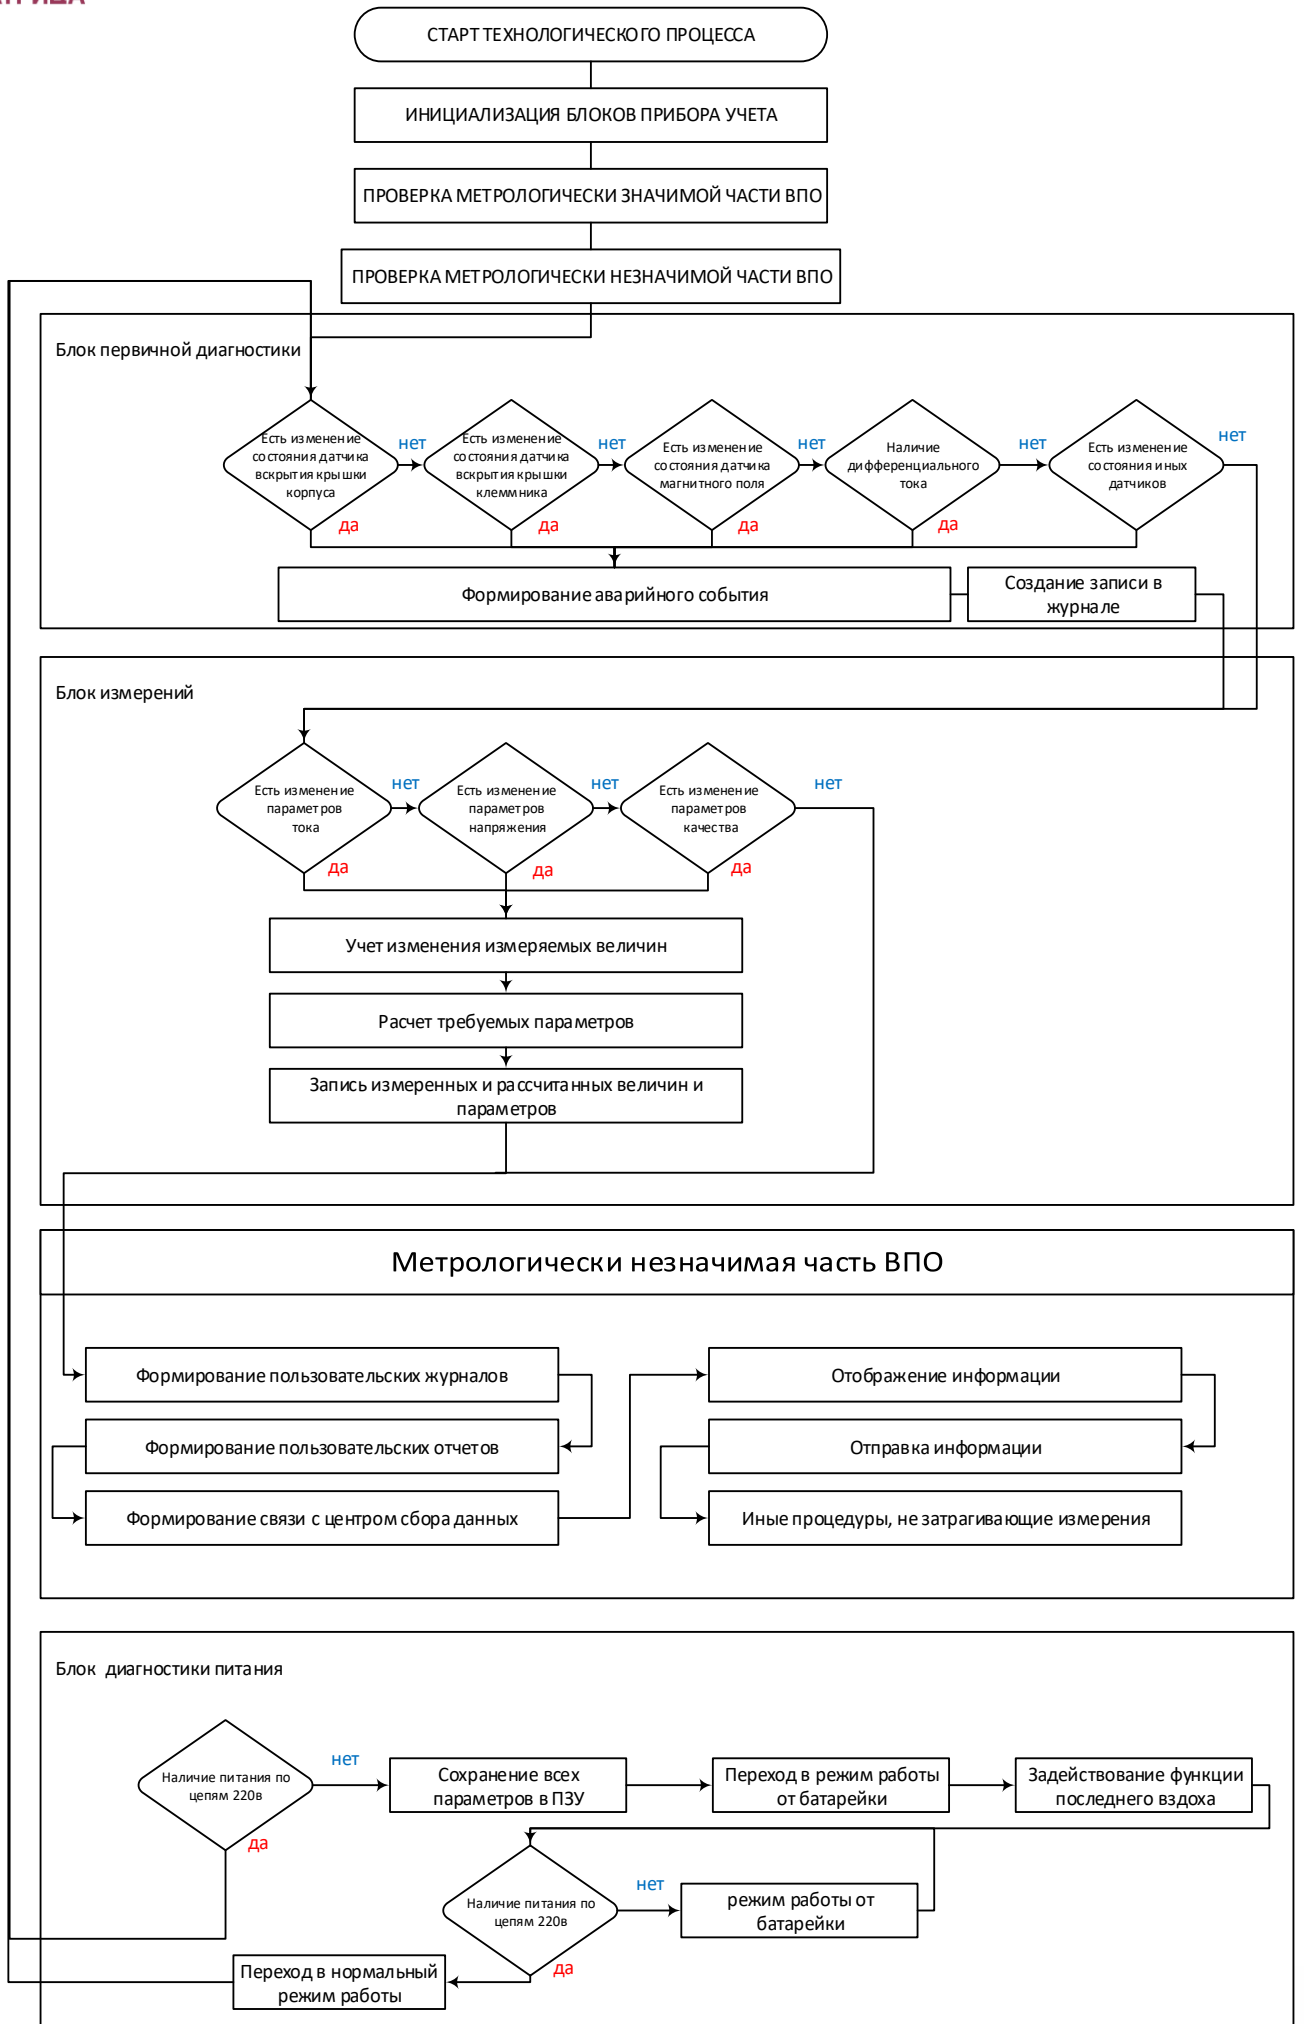 СТАРТ ТЕХНОЛОГИЧЕСКОГО ПРОЦЕССА
ИНИЦИАЛИЗАЦИЯ БЛОКОВ ПРИБОРА УЧЕТА
ПРОВЕРКА МЕТРОЛОГИЧЕСКИ ЗНАЧИМОЙ ЧАСТИ ВПО
ПРОВЕРКА МЕТРОЛОГИЧЕСКИ НЕЗНАЧИМОЙ ЧАСТИ ВПО
Блок первичной диагностики
Есть изменение
состояния датчика
вскрытия крышки
корпуса
нет
да
Есть изменение
состояния датчика
вскрытия крышки
клеммника
нет
да
Есть изменение
состояния датчика
магнитного поля
нет
да
Наличие
дифференциального
тока
нет
да
Есть изменение
состояния иных
датчиков
нет
Формирование аварийного события
Создание записи в
журнале
Блок измерений
Есть изменение
параметров
тока
нет
да
Есть изменение
параметров
напряжения
нет
да
Есть изменение
параметров
качества
нет
да
Учет изменения измеряемых величин
Расчет требуемых параметров
Запись измеренных и рассчитанных величин и
параметров
Метрологически незначимая часть ВПО
Формирование пользовательских журналов
Формирование пользовательских отчетов
Формирование связи с центром сбора данных
Отображение информации
Отправка информации
Иные процедуры, не затрагивающие измерения
Блок диагностики питания
Наличие питания по
цепям 220в
нет
да
Сохранение всех
параметров в ПЗУ
Переход в режим работы
от батарейки
Задействование функции
последнего вздоха
Наличие питания по
цепям 220в
нет
да
режим работы от
батарейки
Переход в нормальный
режим работы